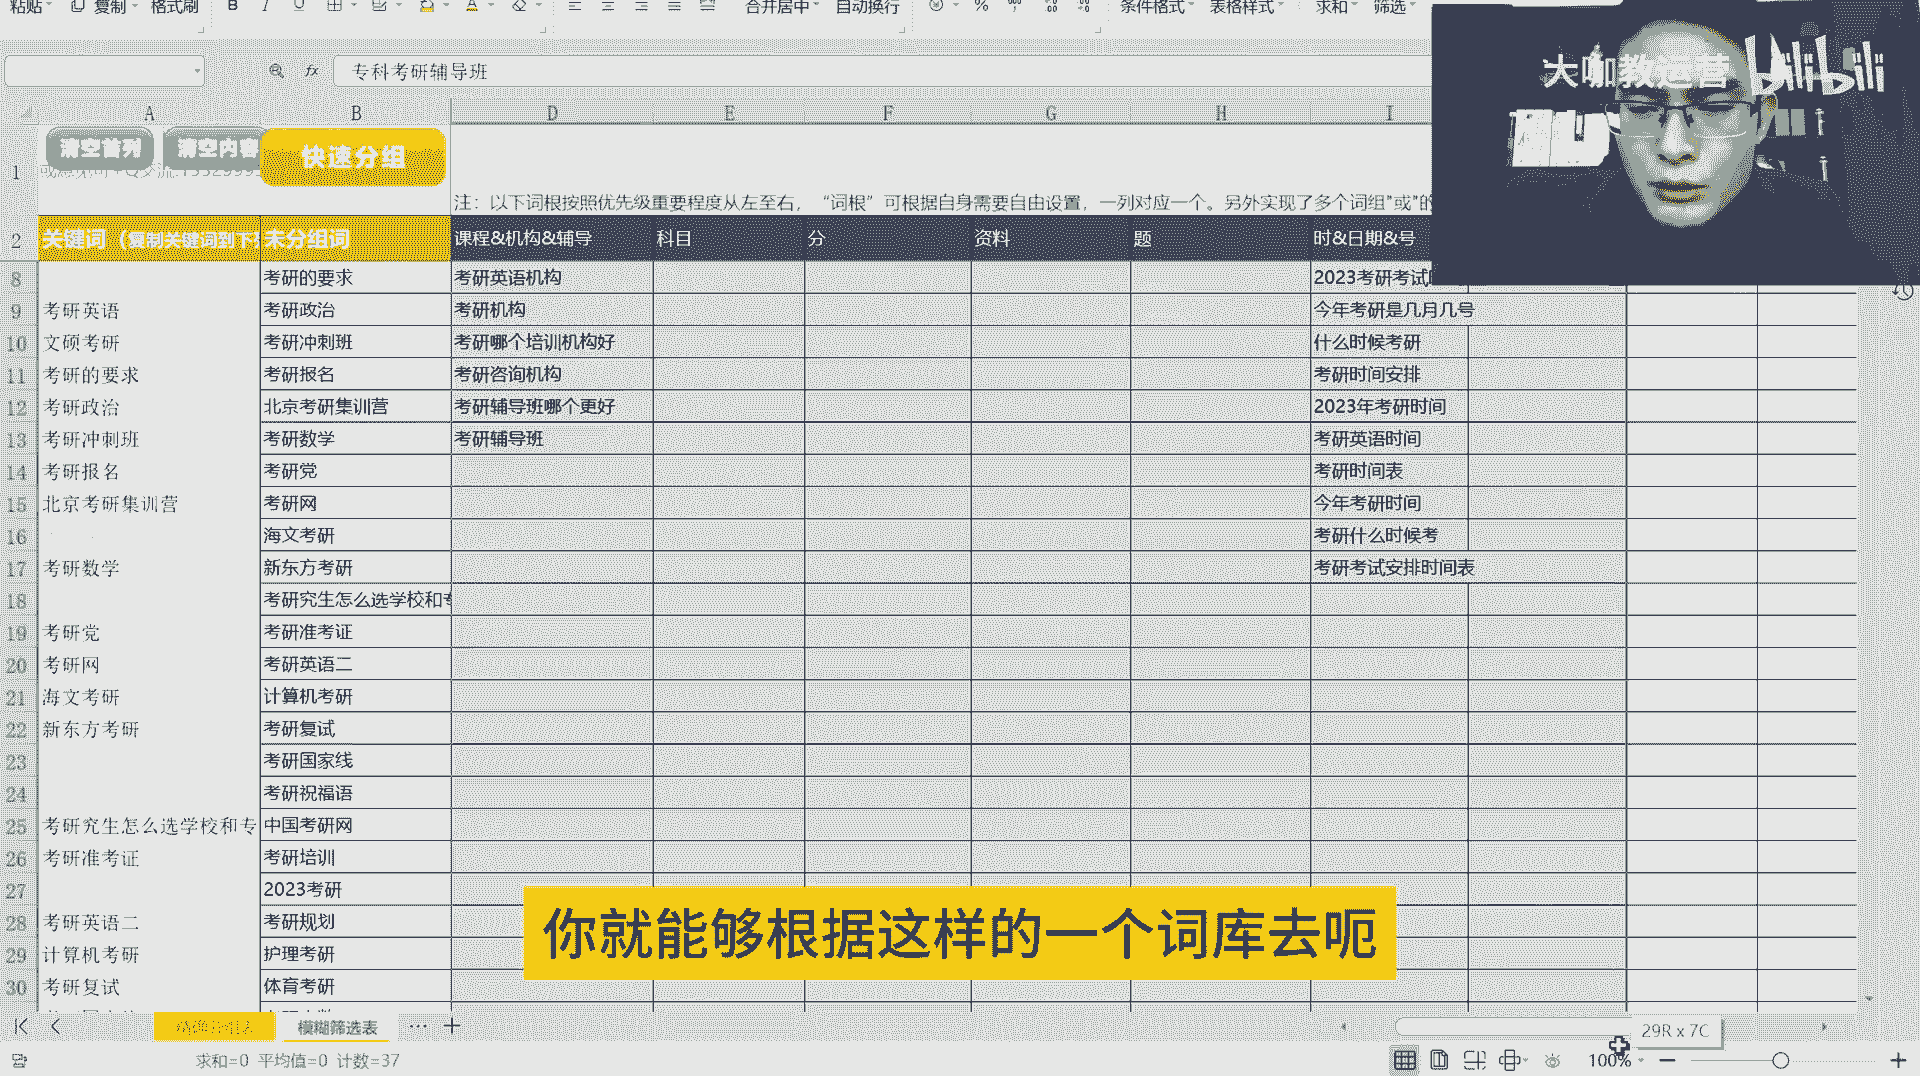 粘贴 复制 格式刷 B I U 合并居中 自动换行 % 条件格式 表格样式 求和 筛选
大咖教运营 bilibili
fx 专科考研辅导班
A B D E F G H I
清空首列 清空内容 快速分组
1
注：以下词根按照优先级重要程度从左至右，“词根”可根据自身需要自由设置，一列对应一个。另外实现了多个词组"或"的
2 关键词（复制关键词到下 未分组词 课程&机构&辅导 科目 分 资料 题 时&日期&号
8 考研的要求 考研英语机构 2023考研考试
9 考研英语 考研政治 考研机构 今年考研是几月几号
10 文硕考研 考研冲刺班 考研哪个培训机构好 什么时候考研
11 考研的要求 考研报名 考研咨询机构 考研时间安排
12 考研政治 北京考研集训营 考研辅导班哪个更好 2023年考研时间
13 考研冲刺班 考研数学 考研辅导班 考研英语时间
14 考研报名 考研党 考研时间表
15 北京考研集训营 考研网 今年考研时间
16 海文考研 考研什么时候考
17 考研数学 新东方考研 考研考试安排时间表
18 考研究生怎么选学校和专
19 考研党 考研准考证
20 考研网 考研英语二
21 海文考研 计算机考研
22 新东方考研 考研复试
23 考研国家线
24 考研祝福语
25 考研究生怎么选学校和专 中国考研网
26 考研准考证 考研培训
27 2023考研
28 考研英语二 考研规划
29 计算机考研 护理考研
30 考研复试 体育考研
你就能够根据这样的一个词库去呃
模糊筛选表 ··· +
29R x 7C
求和=0 平均值=0 计数=37
100%